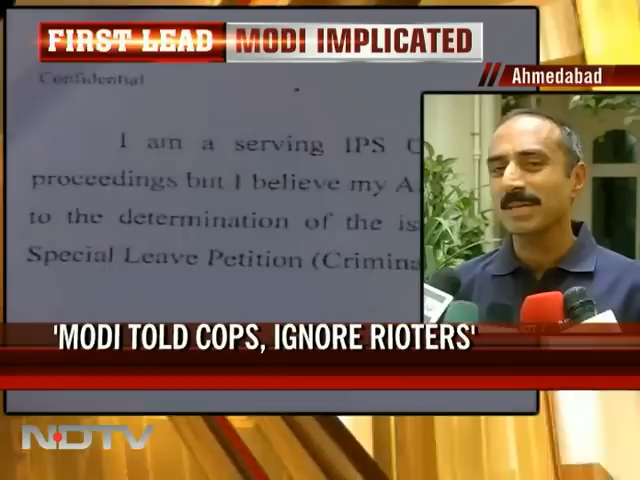 FIRST LEAD MODI IMPLICATED
Ahmedabad
Confidential
I am a serving IPS
proceedings but I believe my A
to the determination of the is
Special Leave Petition (Crimina
'MODI TOLD COPS, IGNORE RIOTERS'
NDTV